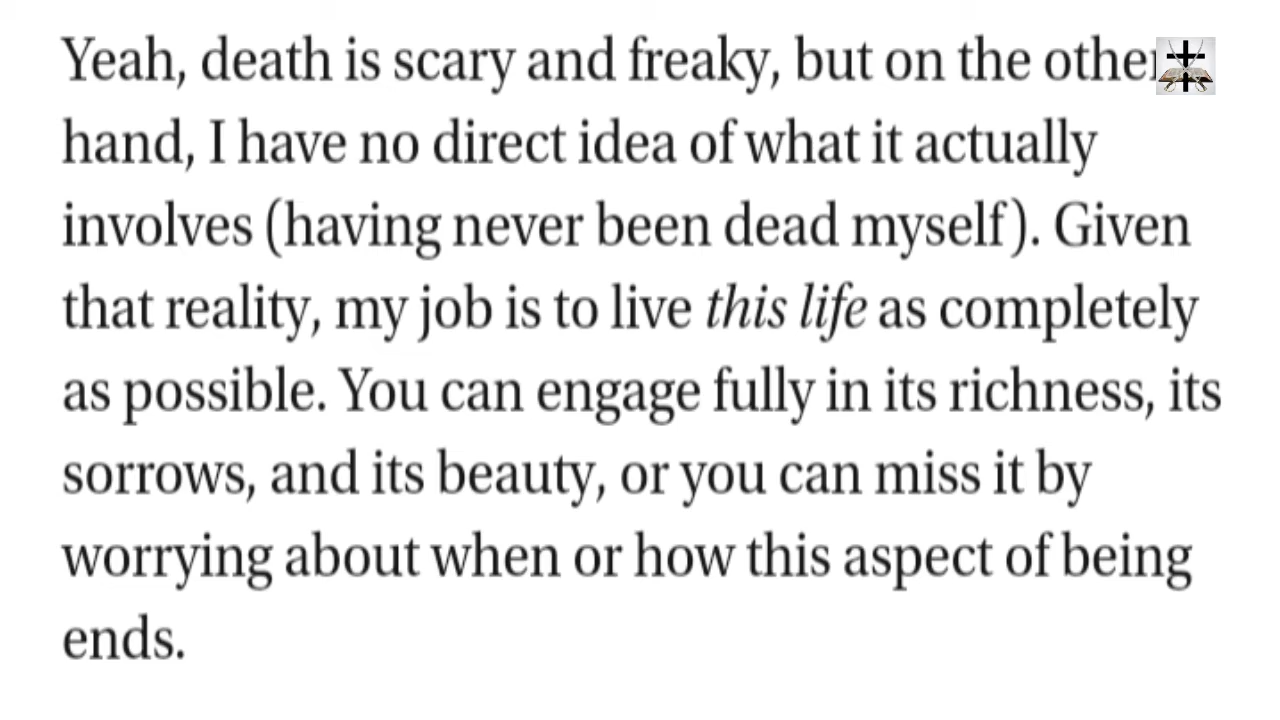 Yeah, death is scary and freaky, but on the other
hand, I have no direct idea of what it actually
involves (having never been dead myself). Given
that reality, my job is to live this life as completely
as possible. You can engage fully in its richness, its
sorrows, and its beauty, or you can miss it by
worrying about when or how this aspect of being
ends.